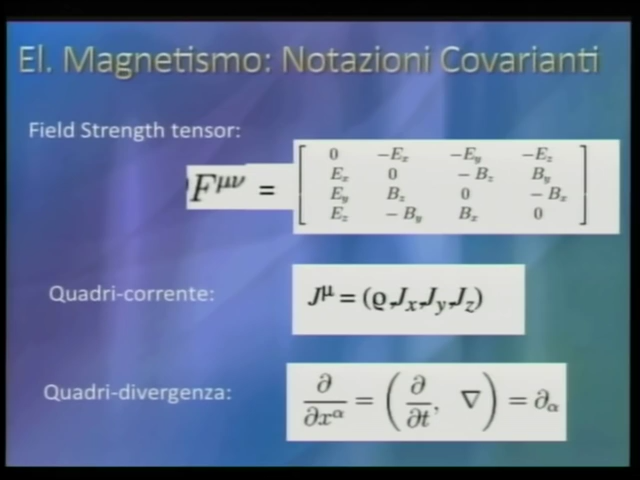 El. Magnetismo: Notazioni Covarianti
Field Strength tensor:
F^{μν} =
0 −E_x −E_y −E_z
E_x 0 −B_z B_y
E_y B_z 0 −B_x
E_z −B_y B_x 0
Quadri-corrente:
J^μ = (ϱ,J_x,J_y,J_z)
Quadri-divergenza:
∂/∂x^α = (∂/∂t, ∇) = ∂_α